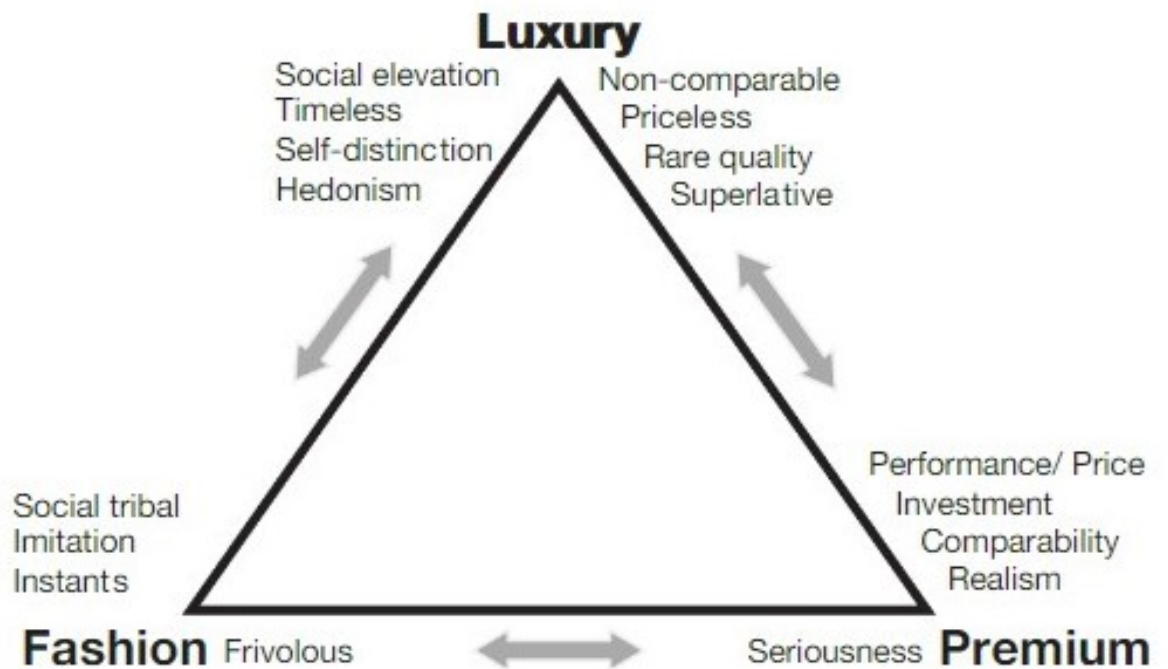 Luxury
Social elevation
Timeless
Self-distinction
Hedonism
Non-comparable
Priceless
Rare quality
Superlative
Social tribal
Imitation
Instants
Performance/ Price
Investment
Comparability
Realism
Fashion Frivolous
Seriousness Premium